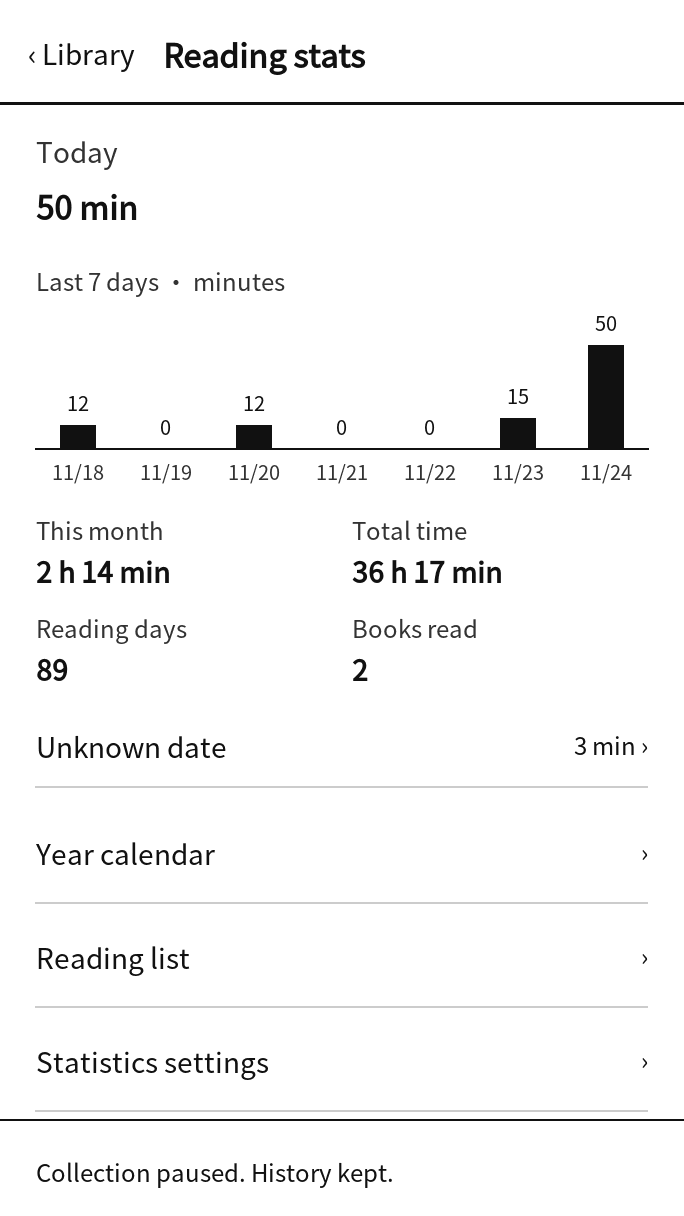 ‹ Library Reading stats
Today
50 min
Last 7 days • minutes
12 0 12 0 0 15 50
11/18 11/19 11/20 11/21 11/22 11/23 11/24
This month Total time
2 h 14 min 36 h 17 min
Reading days Books read
89 2
Unknown date 3 min ›
Year calendar ›
Reading list ›
Statistics settings ›
Collection paused. History kept.